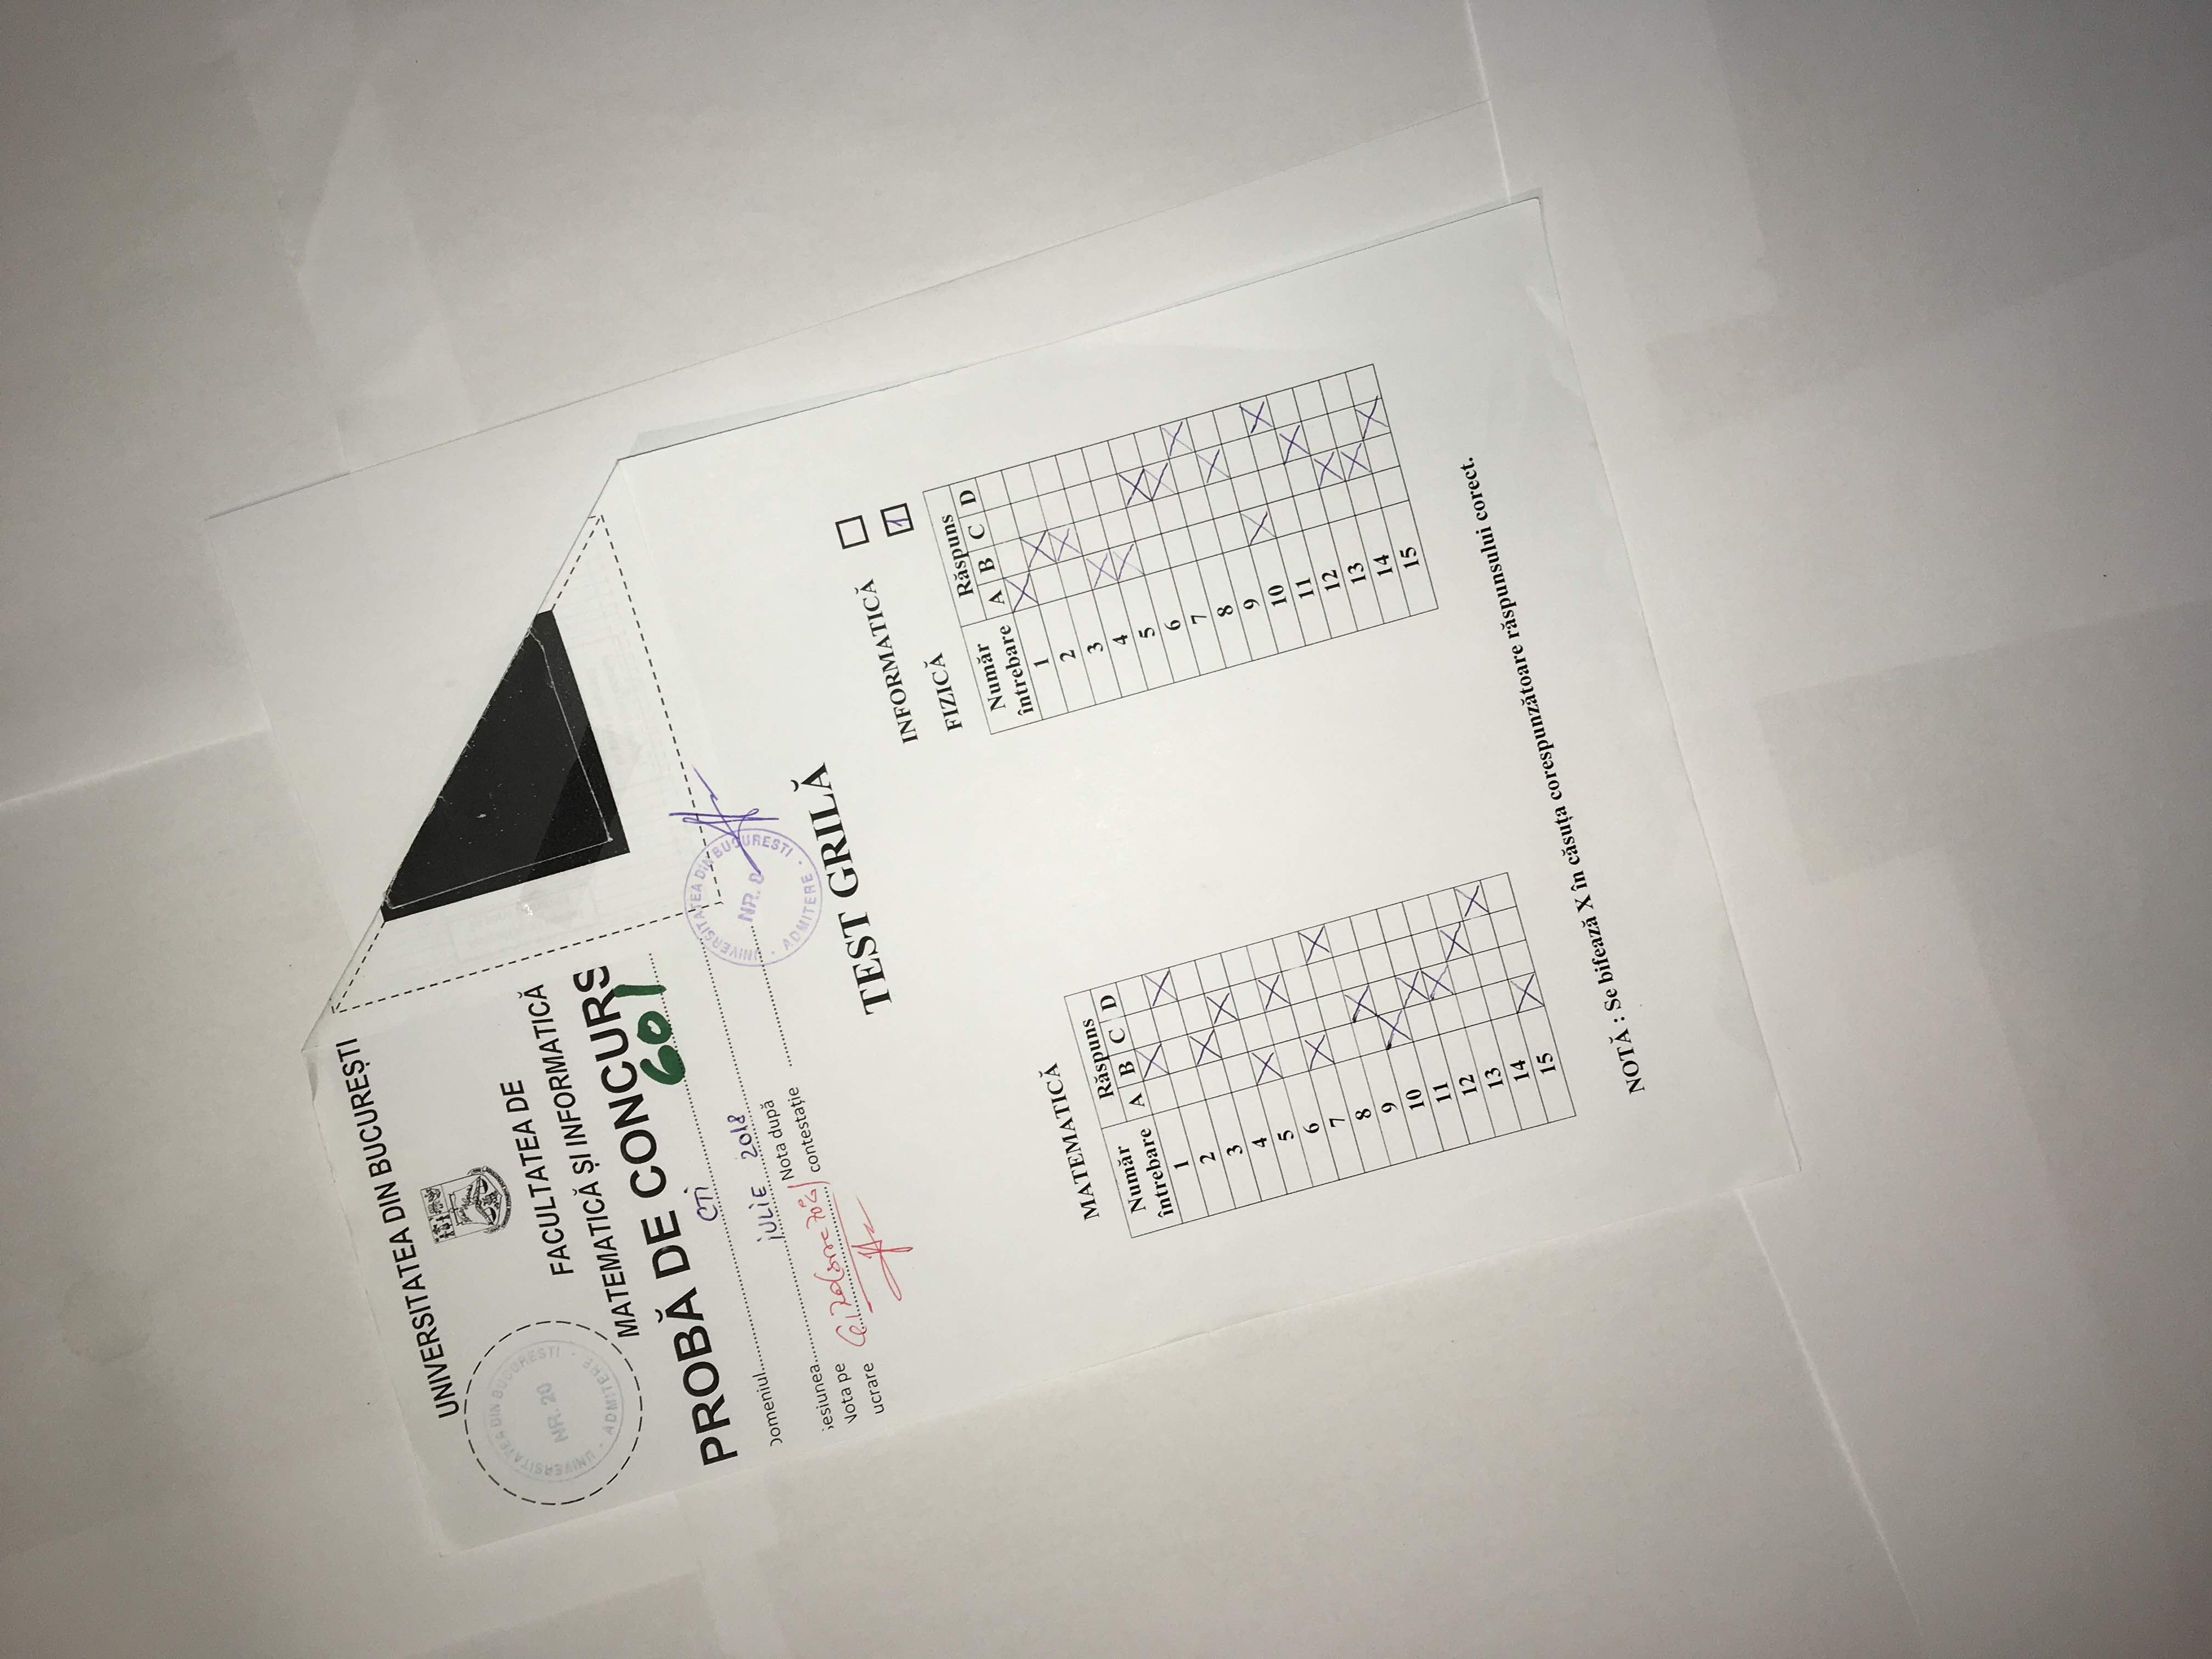 UNIVERSITATEA DIN BUCUREȘTI
UNIVERSITATEA DIN BUCUREȘTI
NR. 20
· ADMITERE ·
FACULTATEA DE
MATEMATICĂ ȘI INFORMATICĂ
PROBĂ DE CONCURS
601
Domeniul CTI
Sesiunea IULIE 2018
Nota pe
lucrare
Nota după
contestație
UNIVERSITATEA DIN BUCUREȘTI
NR. 8
· ADMITERE ·
TEST GRILĂ
INFORMATICĂ
FIZICĂ 1
MATEMATICĂ
Număr
întrebare
Răspuns
A B C D
1 X
2 X
3 X
4 X
5 X
6 X
7 X
8 X
9 X
10 X
11 X
12 X
13 X
14 X
15 X
Număr
întrebare
Răspuns
A B C D
1 X
2 X
3 X
4 X
5 X
6 X
7 X
8 X
9 X
10 X
11 X
12 X
13 X
14 X
15 X
NOTĂ : Se bifează X în căsuța corespunzătoare răspunsului corect.